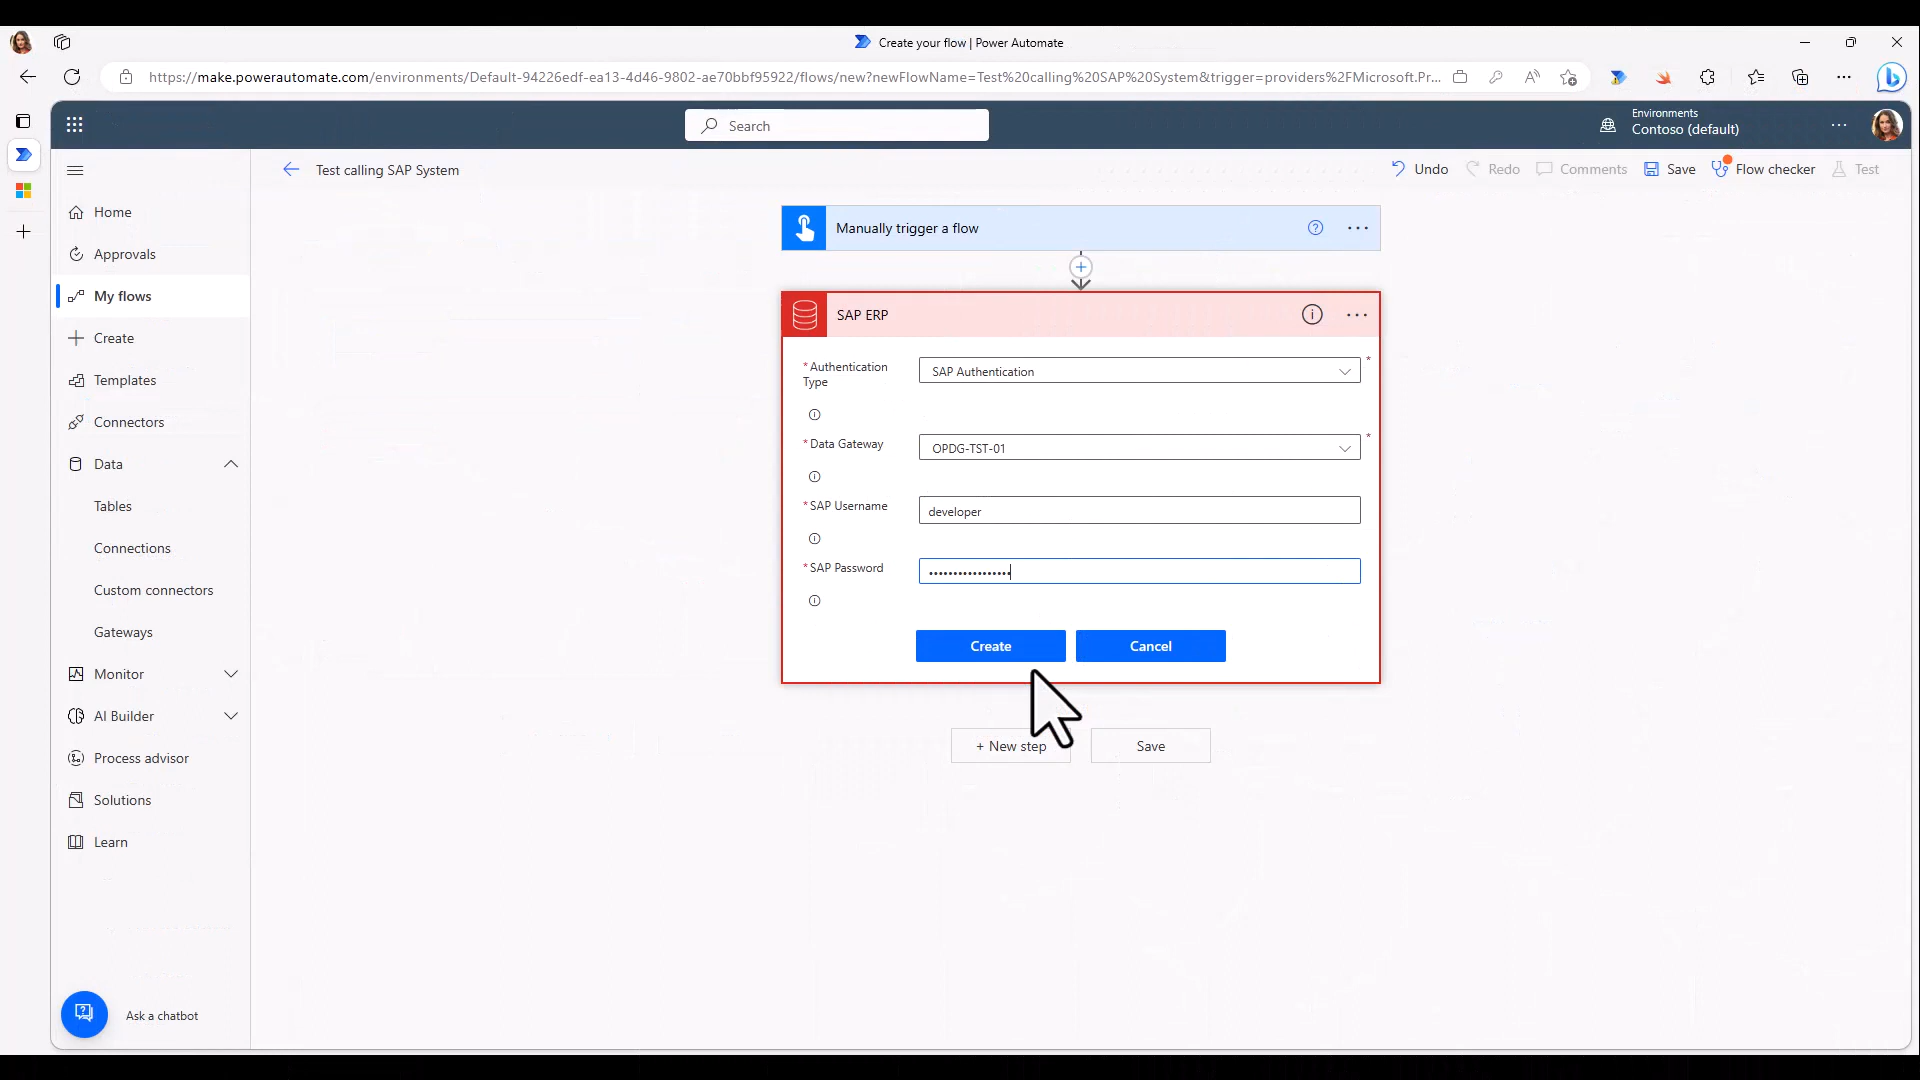 Create your flow | Power Automate
https://make.powerautomate.com/environments/Default-94226edf-ea13-4d46-9802-ae70bbf95922/flows/new?newFlowName=Test%20calling%20SAP%20System&trigger=providers%2FMicrosoft.Pr...
Search
Environments
Contoso (default)
Test calling SAP System
Undo
Redo
Comments
Save
Flow checker
Test
Home
Approvals
My flows
Create
Templates
Connectors
Data
Tables
Connections
Custom connectors
Gateways
Monitor
AI Builder
Process advisor
Solutions
Learn
Ask a chatbot
Manually trigger a flow
SAP ERP
* Authentication
Type
SAP Authentication
*
* Data Gateway
OPDG-TST-01
*
* SAP Username
developer
* SAP Password
•••••••••••••••••
Create
Cancel
+ New step
Save